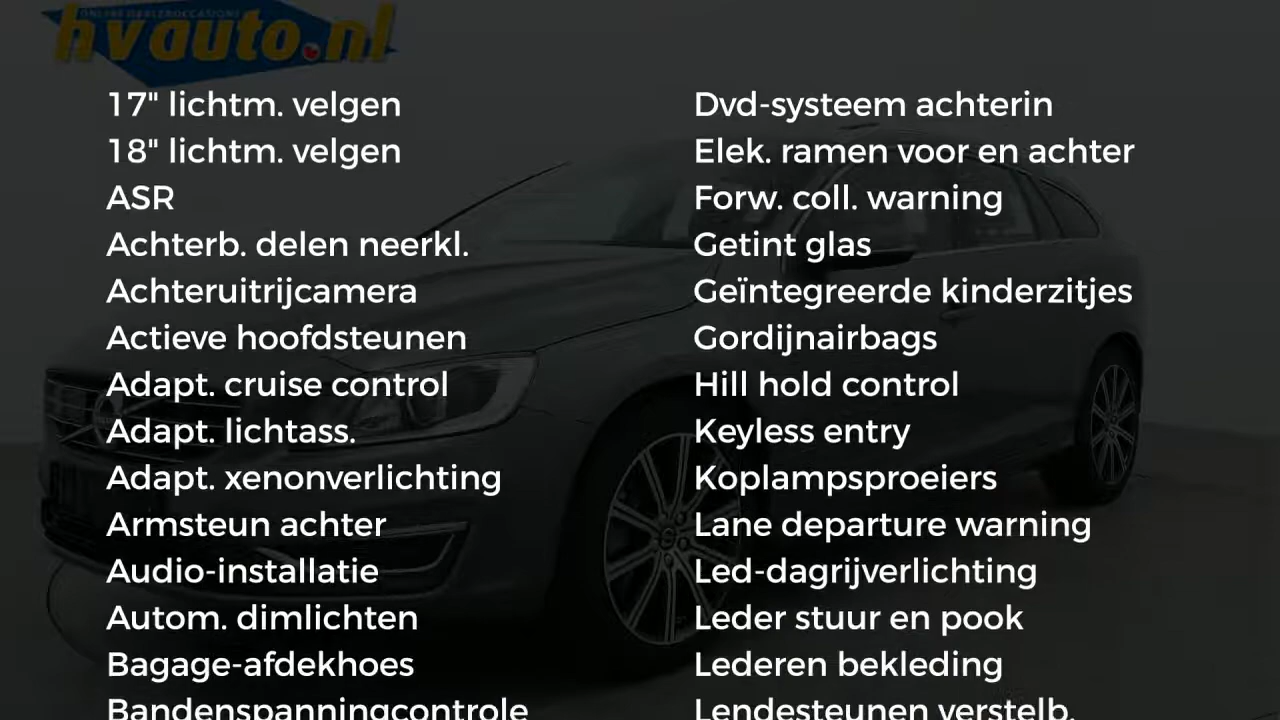 ONLINE DEALEROCCASIONS
hvauto.nl
17" lichtm. velgen
18" lichtm. velgen
ASR
Achterb. delen neerkl.
Achteruitrijcamera
Actieve hoofdsteunen
Adapt. cruise control
Adapt. lichtass.
Adapt. xenonverlichting
Armsteun achter
Audio-installatie
Autom. dimlichten
Bagage-afdekhoes
Bandenspanningcontrole
Dvd-systeem achterin
Elek. ramen voor en achter
Forw. coll. warning
Getint glas
Geïntegreerde kinderzitjes
Gordijnairbags
Hill hold control
Keyless entry
Koplampsproeiers
Lane departure warning
Led-dagrijverlichting
Leder stuur en pook
Lederen bekleding
Lendesteunen verstelb.